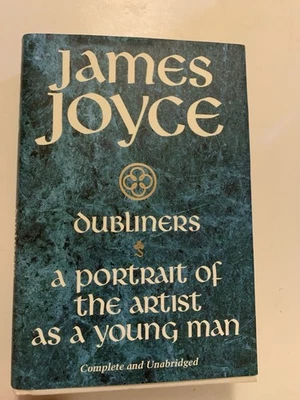 JAMES
JOYCE
DUBLINERS
A PORTRAIT OF
THE ARTIST
AS A YOUNG MAN
Complete and Unabridged